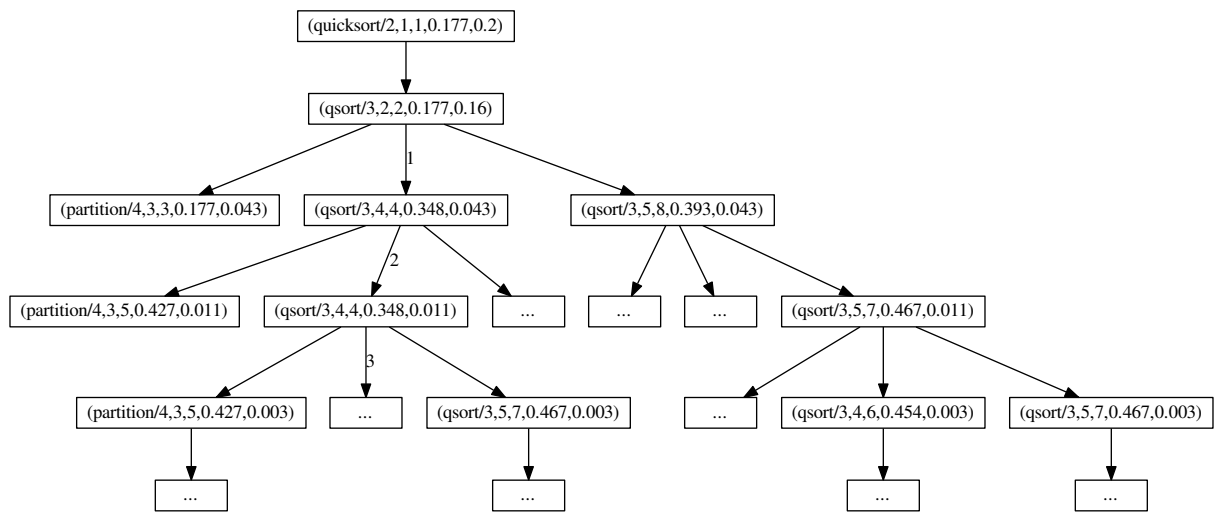 (quicksort/2,1,1,0.177,0.2)
(qsort/3,2,2,0.177,0.16)
1
(partition/4,3,3,0.177,0.043)
(qsort/3,4,4,0.348,0.043)
(qsort/3,5,8,0.393,0.043)
2
(partition/4,3,5,0.427,0.011)
(qsort/3,4,4,0.348,0.011)
...
...
...
(qsort/3,5,7,0.467,0.011)
3
(partition/4,3,5,0.427,0.003)
...
(qsort/3,5,7,0.467,0.003)
...
(qsort/3,4,6,0.454,0.003)
(qsort/3,5,7,0.467,0.003)
...
...
...
...